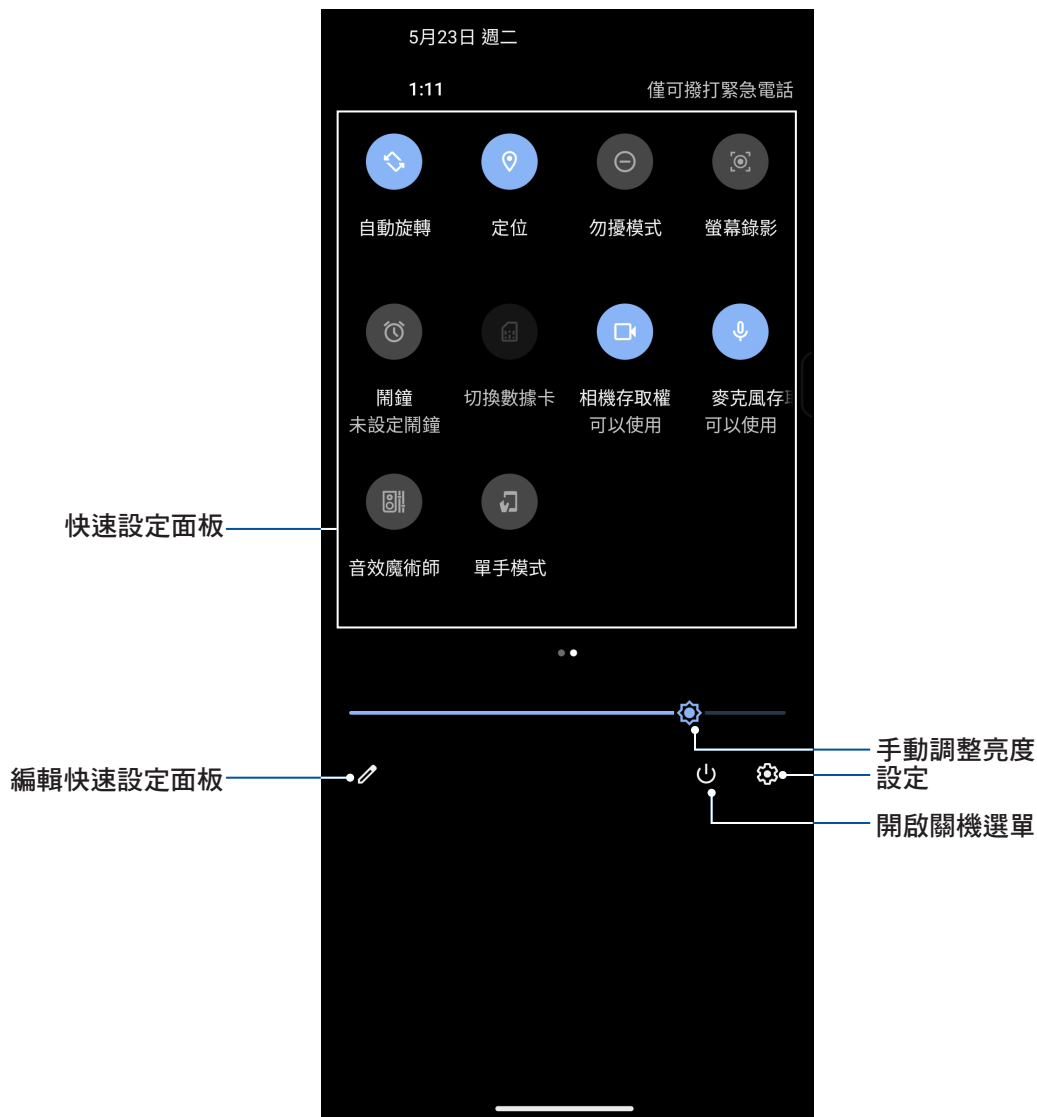 5月23日 週二
1:11
僅可撥打緊急電話
自動旋轉
定位
勿擾模式
螢幕錄影
鬧鐘
未設定鬧鐘
切換數據卡
相機存取權
可以使用
麥克風存
可以使用
音效魔術師
單手模式
快速設定面板
編輯快速設定面板
手動調整亮度
設定
開啟關機選單